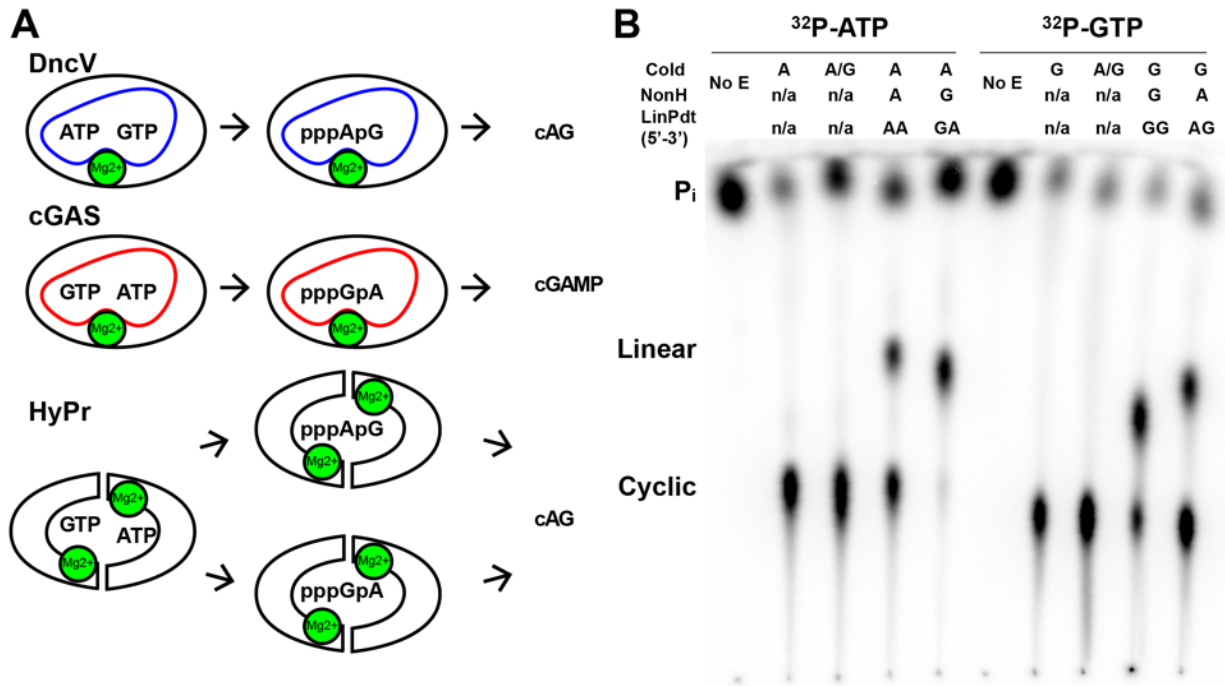 A
DncV
ATP GTP
Mg2+
pppApG
Mg2+
cAG
cGAS
GTP ATP
Mg2+
pppGpA
Mg2+
cGAMP
HyPr
Mg2+
pppApG
Mg2+
Mg2+
GTP
ATP
Mg2+
cAG
Mg2+
pppGpA
Mg2+
B
32P-ATP 32P-GTP
Cold A A/G A A G A/G G G
No E No E
NonH n/a n/a A G n/a n/a G A
LinPdt
(5'-3') n/a n/a AA GA n/a n/a GG AG
Pi
Linear
Cyclic